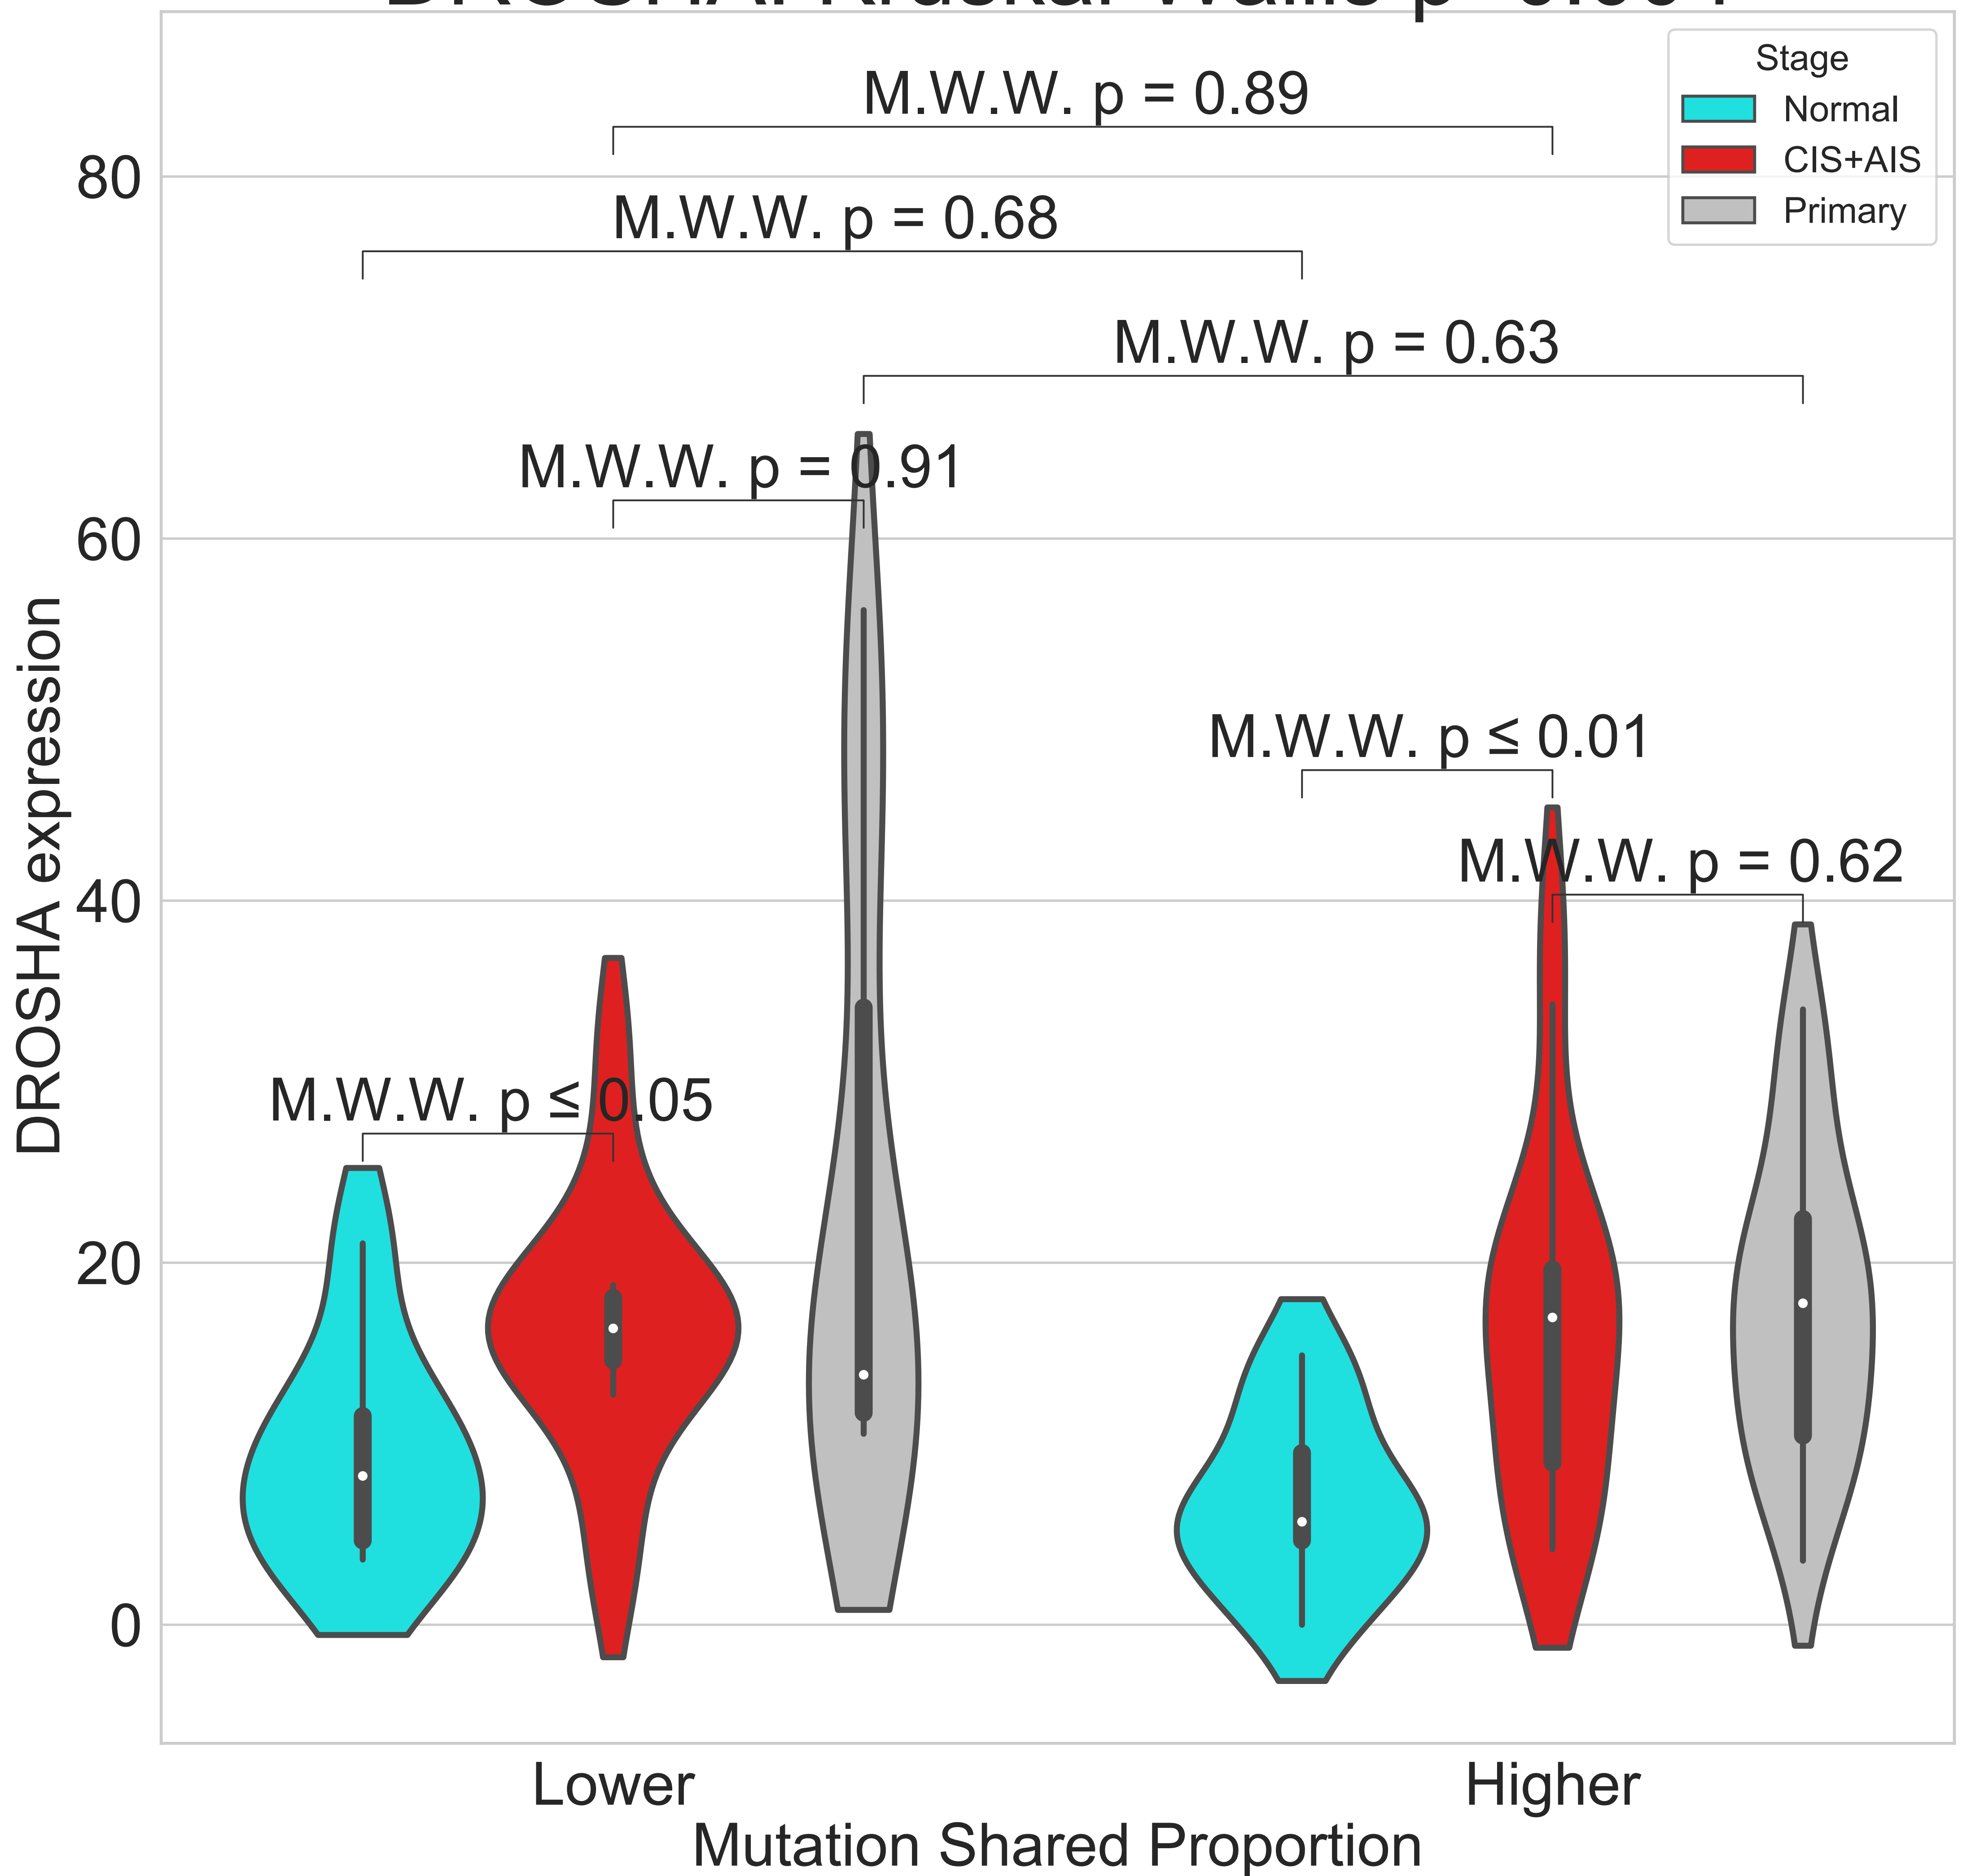 Stage
Normal
CIS+AIS
Primary
M.W.W. p = 0.89
M.W.W. p = 0.68
M.W.W. p = 0.63
M.W.W. p = 0.91
M.W.W. p ≤ 0.01
M.W.W. p = 0.62
M.W.W. p ≤ 0.05
80
60
40
20
0
DROSHA expression
Lower
Higher
Mutation Shared Proportion